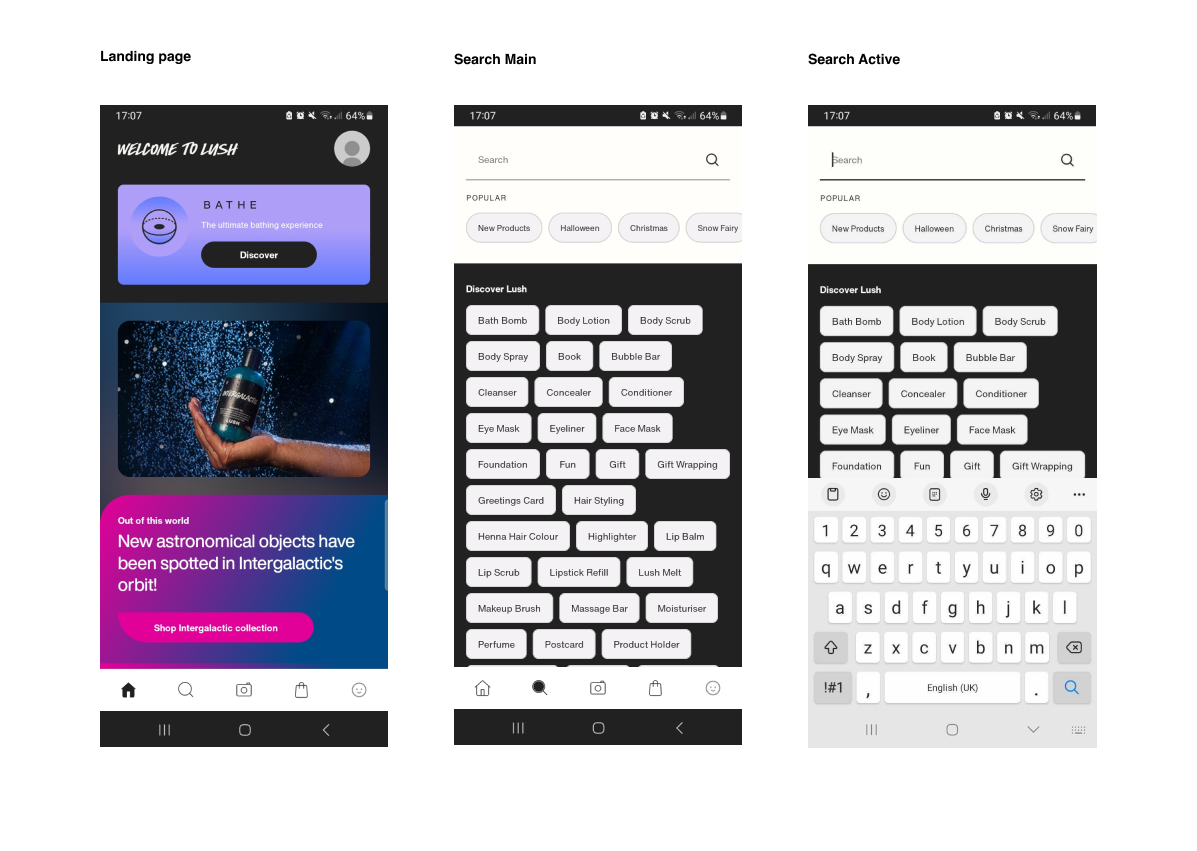 Landing page
17:07
64%
WELCOME TO LUSH
BATHE
The ultimate bathing experience
Discover
INTERGALACTIC
LUSH
Out of this world
New astronomical objects have
been spotted in Intergalactic's
orbit!
Shop Intergalactic collection
Search Main
17:07
64%
Search
POPULAR
New Products Halloween Christmas Snow Fairy
Discover Lush
Bath Bomb Body Lotion Body Scrub
Body Spray Book Bubble Bar
Cleanser Concealer Conditioner
Eye Mask Eyeliner Face Mask
Foundation Fun Gift Gift Wrapping
Greetings Card Hair Styling
Henna Hair Colour Highlighter Lip Balm
Lip Scrub Lipstick Refill Lush Melt
Makeup Brush Massage Bar Moisturiser
Perfume Postcard Product Holder
Search Active
17:07
64%
Search
POPULAR
New Products Halloween Christmas Snow Fairy
Discover Lush
Bath Bomb Body Lotion Body Scrub
Body Spray Book Bubble Bar
Cleanser Concealer Conditioner
Eye Mask Eyeliner Face Mask
Foundation Fun Gift Gift Wrapping
1 2 3 4 5 6 7 8 9 0
q w e r t y u i o p
a s d f g h j k l
z x c v b n m
!#1 , English (UK) .